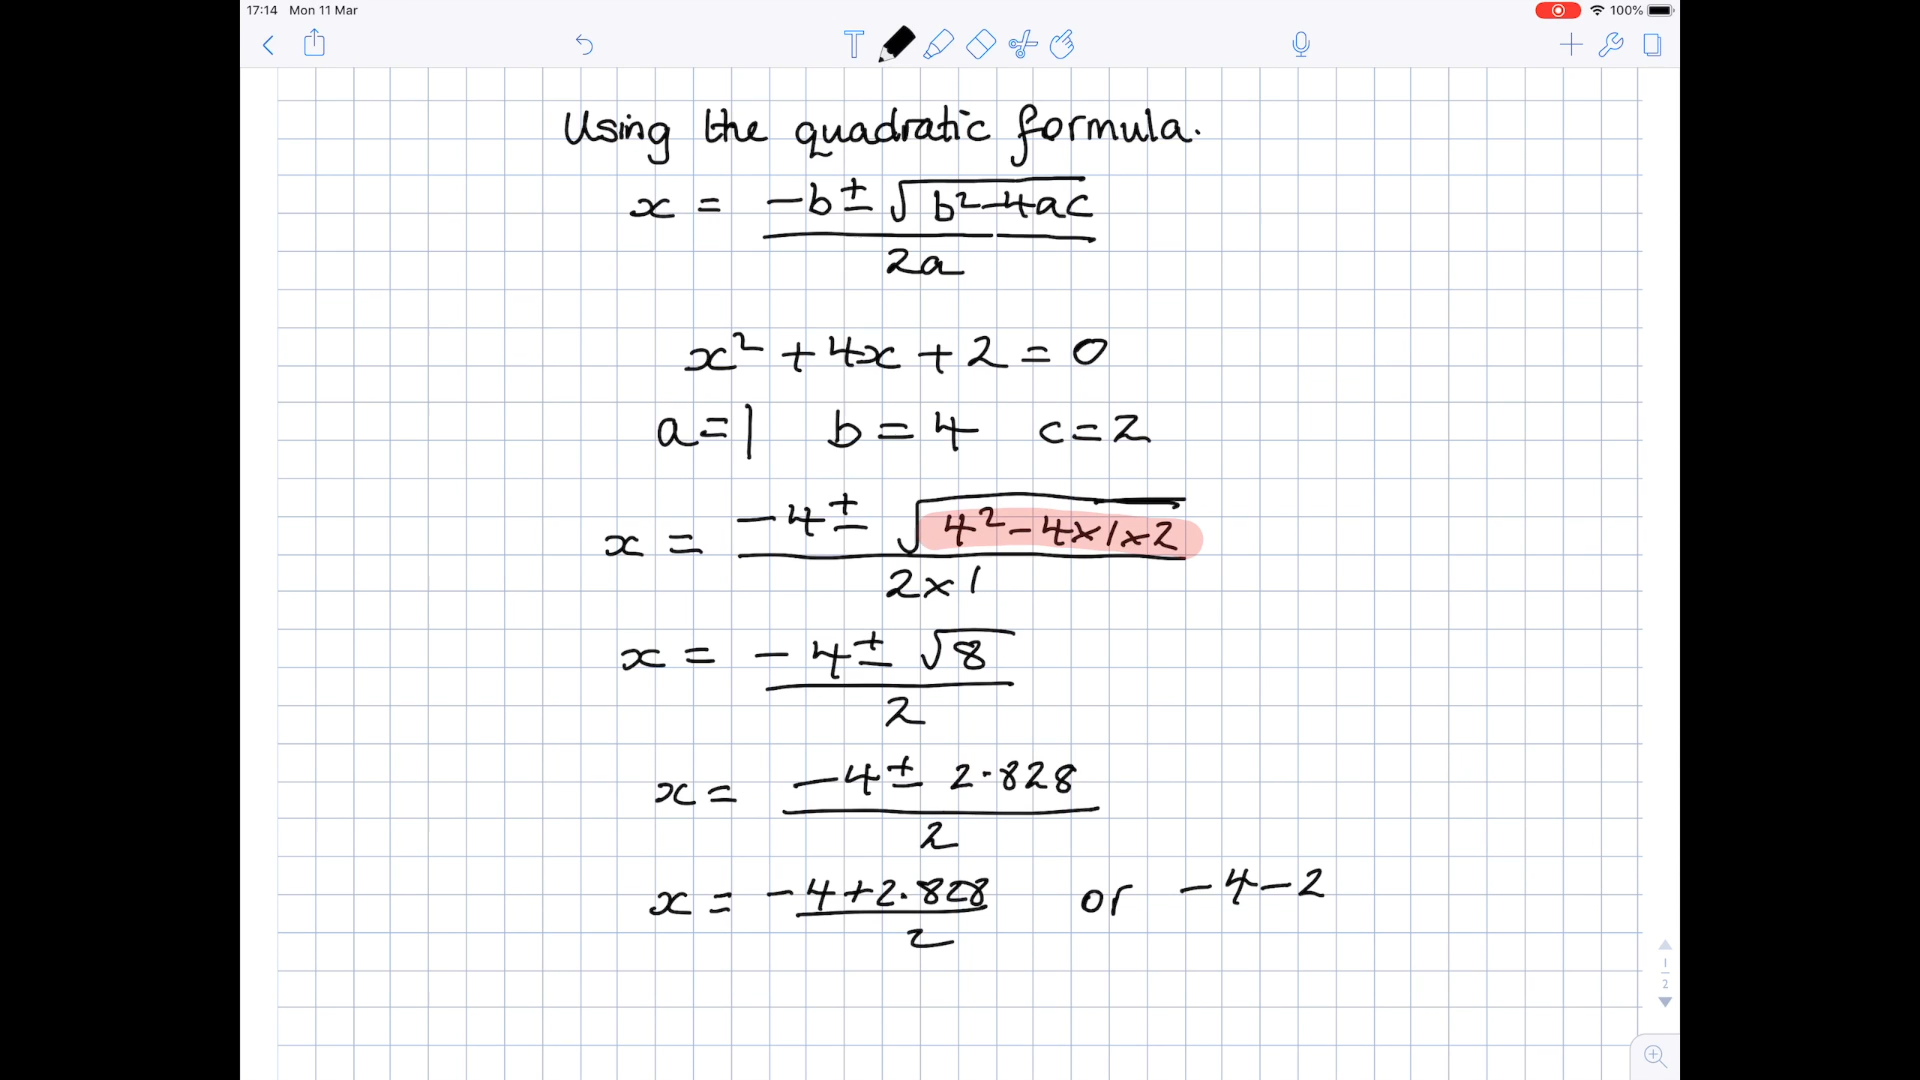 17:14 Mon 11 Mar 100%
T
Using the quadratic formula.
x = -b ± √b²-4ac
2a
x² + 4x + 2 = 0
a=1 b=4 c=2
x = -4 ± √4²-4×1×2
2×1
x = -4 ± √8
2
x = -4 ± 2·828
2
x = -4+2.828 or -4-2
2
1
2